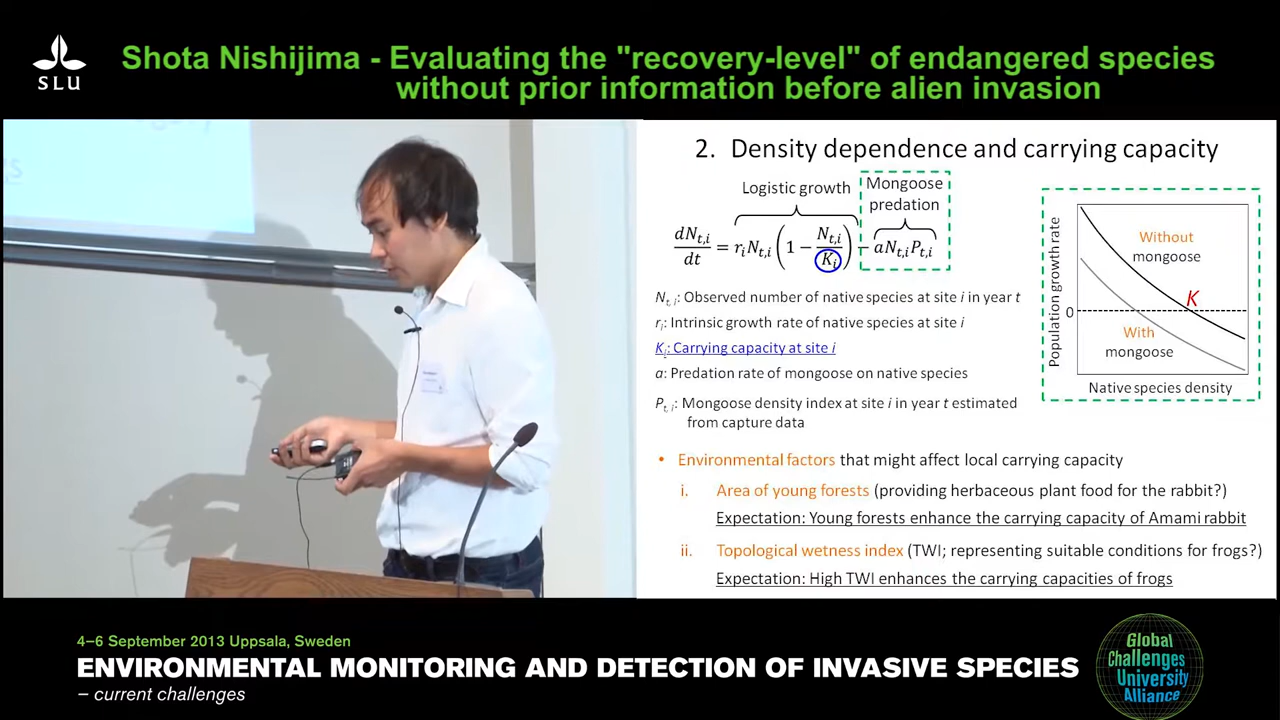 SLU
Shota Nishijima - Evaluating the "recovery-level" of endangered species
without prior information before alien invasion
2. Density dependence and carrying capacity
Logistic growth
Mongoose
predation
dN_{t,i}/dt = r_i N_{t,i} (1 − N_{t,i}/K_i) − aN_{t,i}P_{t,i}
N_{t,i}: Observed number of native species at site i in year t
r_i: Intrinsic growth rate of native species at site i
K_i: Carrying capacity at site i
a: Predation rate of mongoose on native species
P_{t,i}: Mongoose density index at site i in year t estimated
from capture data
Population growth rate
0
Without
mongoose
K
With
mongoose
Native species density
• Environmental factors that might affect local carrying capacity
i. Area of young forests (providing herbaceous plant food for the rabbit?)
Expectation: Young forests enhance the carrying capacity of Amami rabbit
ii. Topological wetness index (TWI; representing suitable conditions for frogs?)
Expectation: High TWI enhances the carrying capacities of frogs
4–6 September 2013 Uppsala, Sweden
ENVIRONMENTAL MONITORING AND DETECTION OF INVASIVE SPECIES
– current challenges
Global
Challenges
University
Alliance